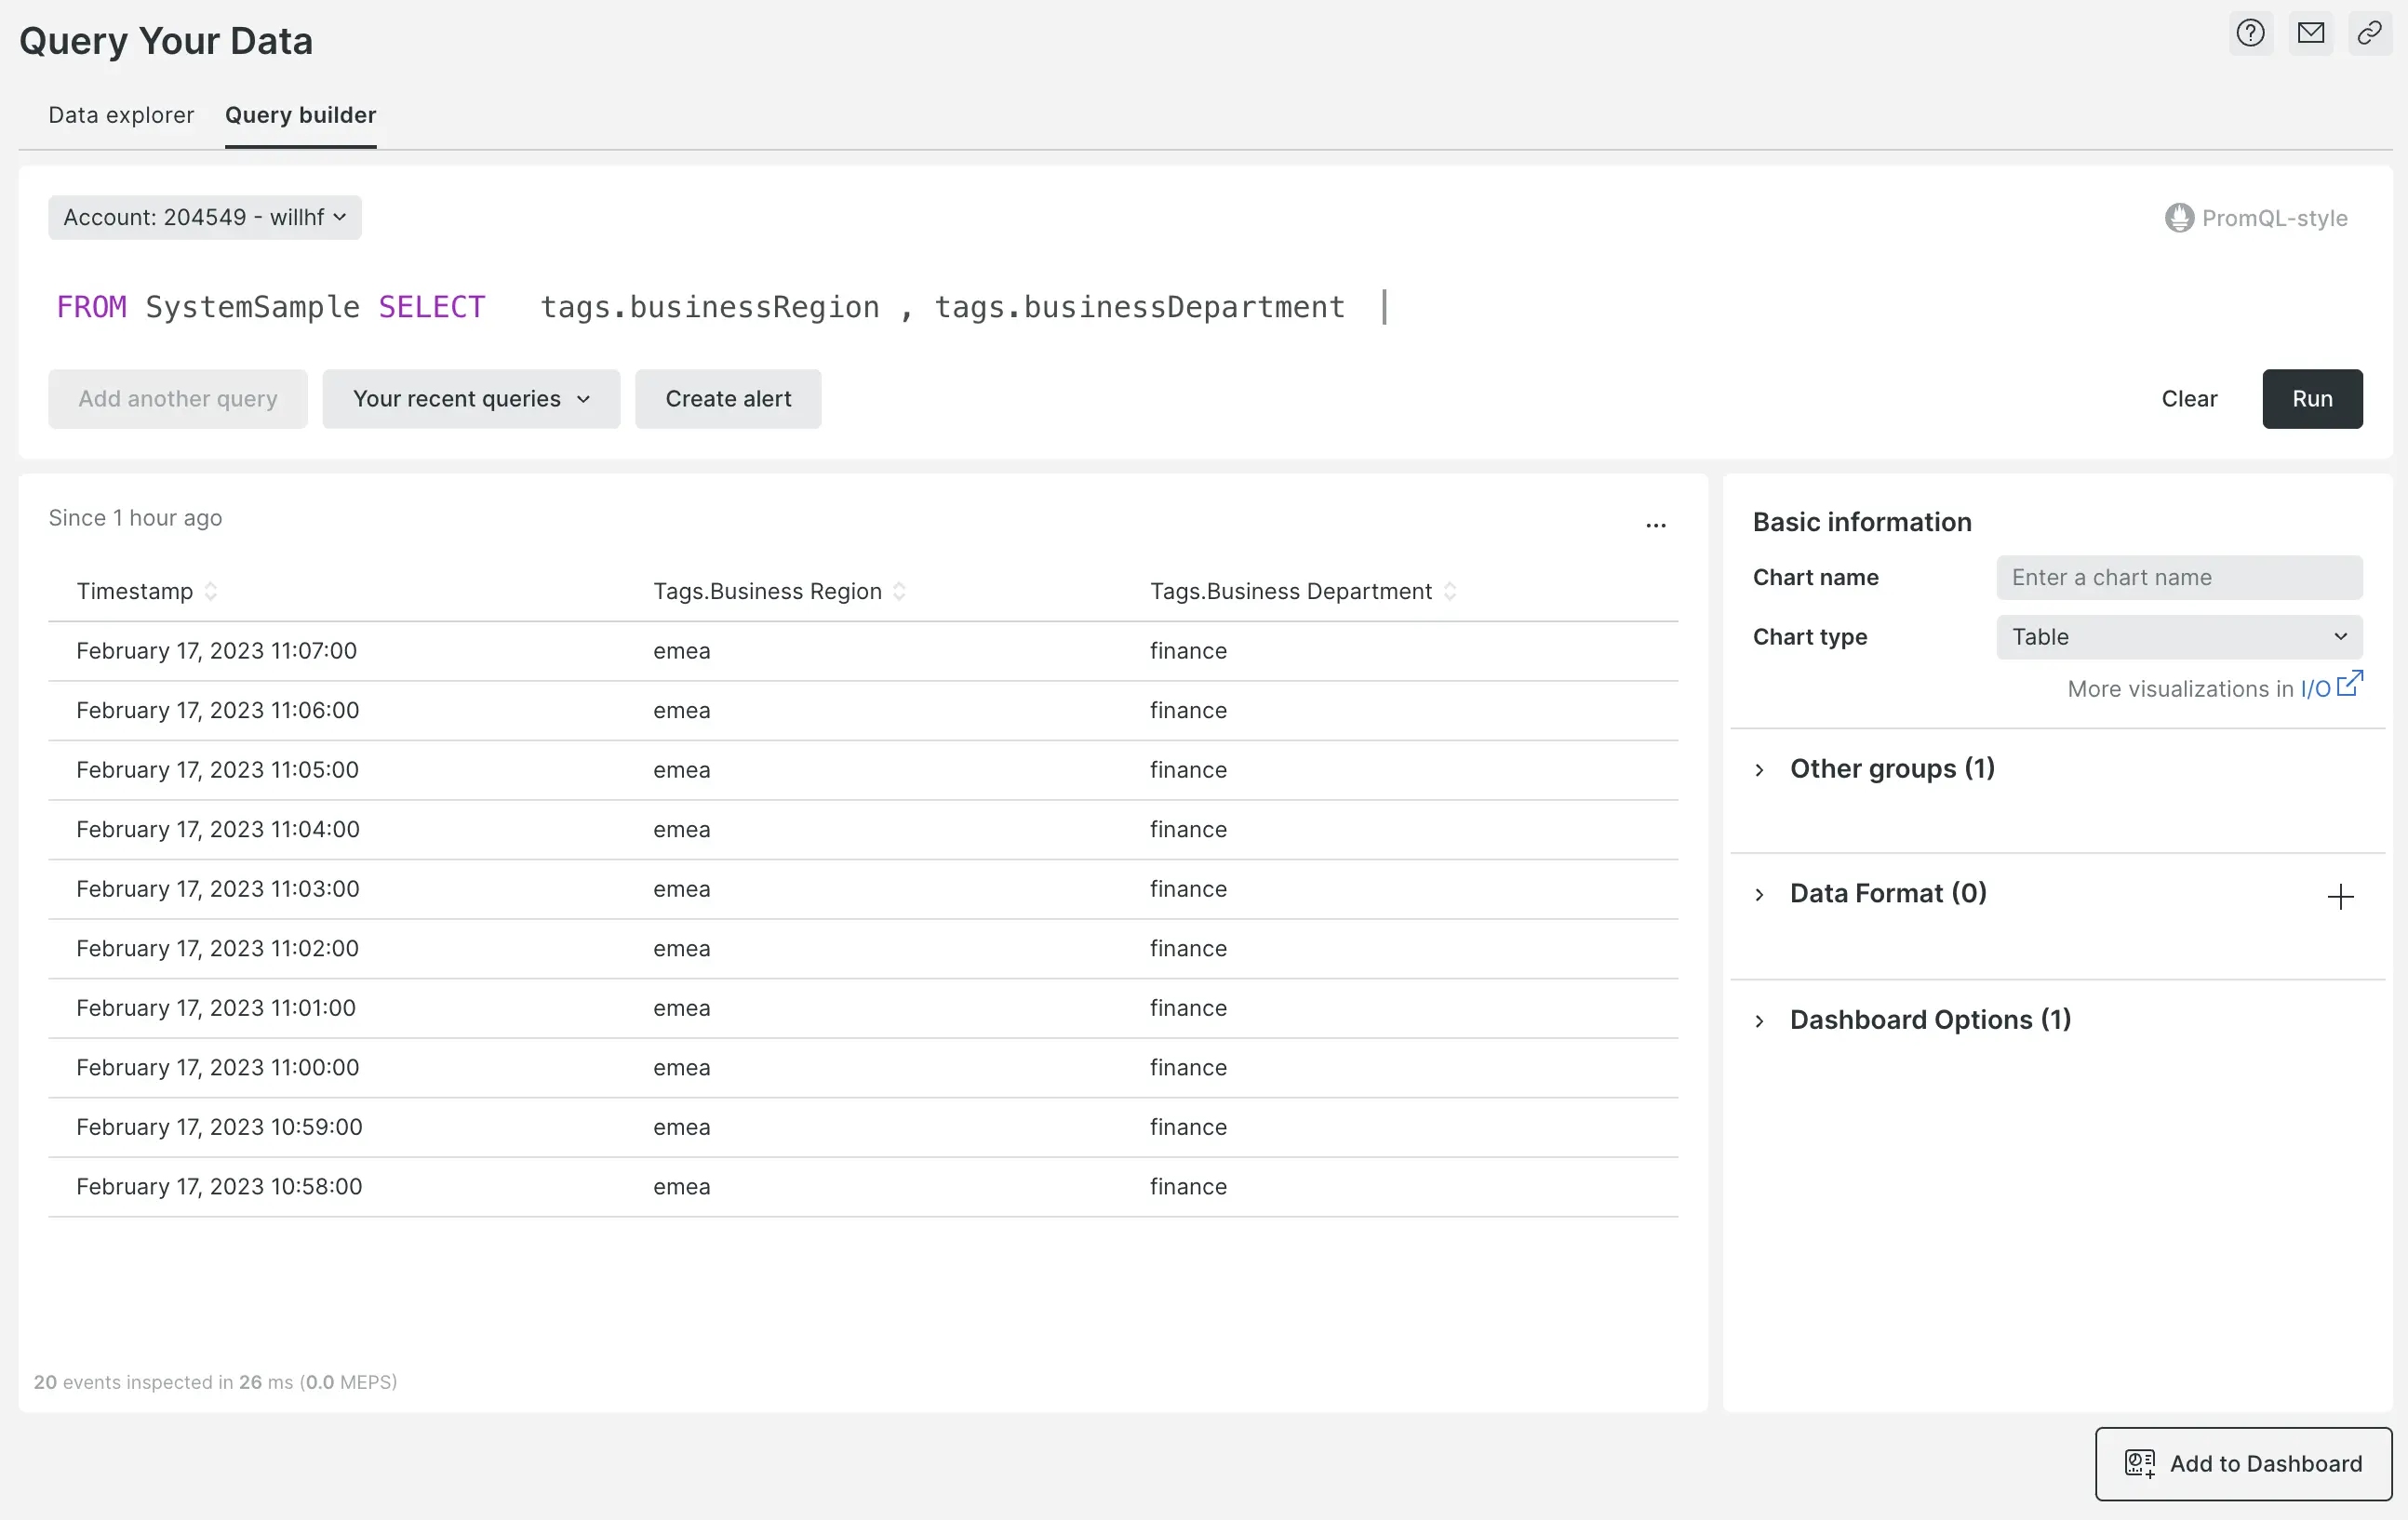 Query Your Data
Data explorer Query builder
Account: 204549 - willhf
PromQL-style
FROM SystemSample SELECT tags.businessRegion , tags.businessDepartment
Add another query Your recent queries Create alert Clear Run
Since 1 hour ago
...
Timestamp Tags.Business Region Tags.Business Department
February 17, 2023 11:07:00 emea finance
February 17, 2023 11:06:00 emea finance
February 17, 2023 11:05:00 emea finance
February 17, 2023 11:04:00 emea finance
February 17, 2023 11:03:00 emea finance
February 17, 2023 11:02:00 emea finance
February 17, 2023 11:01:00 emea finance
February 17, 2023 11:00:00 emea finance
February 17, 2023 10:59:00 emea finance
February 17, 2023 10:58:00 emea finance
20 events inspected in 26 ms (0.0 MEPS)
Basic information
Chart name Enter a chart name
Chart type Table
More visualizations in I/O
Other groups (1)
Data Format (0)
Dashboard Options (1)
Add to Dashboard